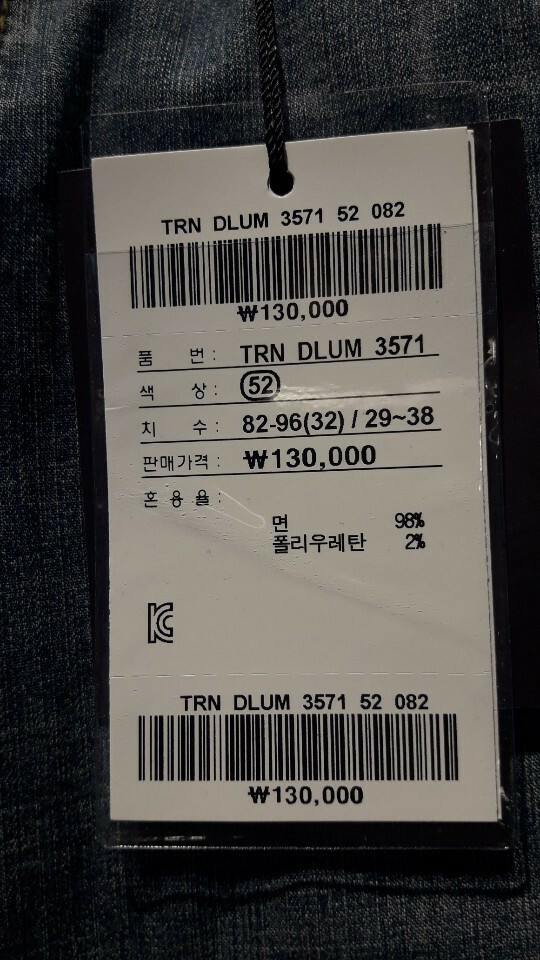 TRN DLUM 3571 52 082
₩130,000
품 번 : TRN DLUM 3571
색 상 : 52
치 수 : 82-96(32) / 29~38
판매가격 : ₩130,000
혼용율 :
면 98%
폴리우레탄 2%
KC
TRN DLUM 3571 52 082
₩130,000